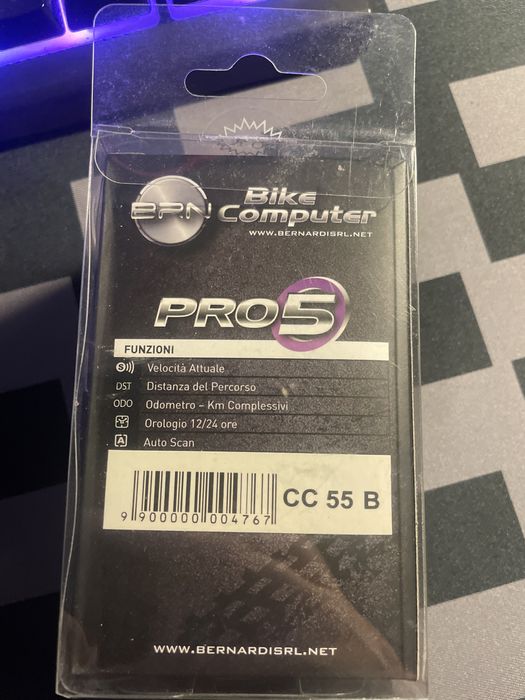 BRN
Bike
Computer
WWW.BERNARDISRL.NET
PRO5
FUNZIONI
S Velocità Attuale
DST Distanza del Percorso
ODO Odometro – Km Complessivi
Orologio 12/24 ore
A Auto Scan
9 900000 004767
CC 55 B
WWW.BERNARDISRL.NET